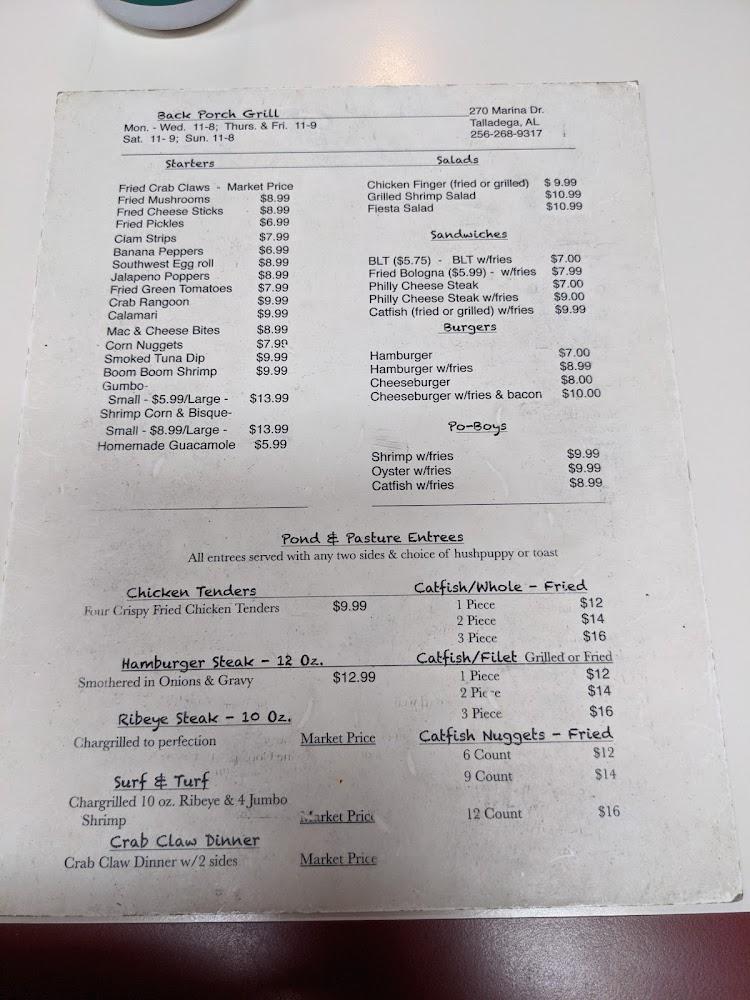 Back Porch Grill
Mon. - Wed. 11-8; Thurs. & Fri. 11-9
Sat. 11- 9; Sun. 11-8
270 Marina Dr.
Talladega, AL
256-268-9317
Starters
Fried Crab Claws - Market Price
Fried Mushrooms $8.99
Fried Cheese Sticks $8.99
Fried Pickles $6.99
Clam Strips $7.99
Banana Peppers $6.99
Southwest Egg roll $8.99
Jalapeno Poppers $8.99
Fried Green Tomatoes $7.99
Crab Rangoon $9.99
Calamari $9.99
Mac & Cheese Bites $8.99
Corn Nuggets $7.99
Smoked Tuna Dip $9.99
Boom Boom Shrimp $9.99
Gumbo-
Small - $5.99/Large - $13.99
Shrimp Corn & Bisque-
Small - $8.99/Large - $13.99
Homemade Guacamole $5.99
Salads
Chicken Finger (fried or grilled) $ 9.99
Grilled Shrimp Salad $10.99
Fiesta Salad $10.99
Sandwiches
BLT ($5.75) - BLT w/fries $7.00
Fried Bologna ($5.99) - w/fries $7.99
Philly Cheese Steak $7.00
Philly Cheese Steak w/fries $9.00
Catfish (fried or grilled) w/fries $9.99
Burgers
Hamburger $7.00
Hamburger w/fries $8.99
Cheeseburger $8.00
Cheeseburger w/fries & bacon $10.00
Po-Boys
Shrimp w/fries $9.99
Oyster w/fries $9.99
Catfish w/fries $8.99
Pond & Pasture Entrees
All entrees served with any two sides & choice of hushpuppy or toast
Chicken Tenders
Four Crispy Fried Chicken Tenders $9.99
Hamburger Steak - 12 Oz.
Smothered in Onions & Gravy $12.99
Ribeye Steak - 10 Oz.
Chargrilled to perfection Market Price
Surf & Turf
Chargrilled 10 oz. Ribeye & 4 Jumbo
Shrimp Market Price
Crab Claw Dinner
Crab Claw Dinner w/2 sides Market Price
Catfish/Whole - Fried
1 Piece $12
2 Piece $14
3 Piece $16
Catfish/Filet Grilled or Fried
1 Piece $12
2 Piece $14
3 Piece $16
Catfish Nuggets - Fried
6 Count $12
9 Count $14
12 Count $16